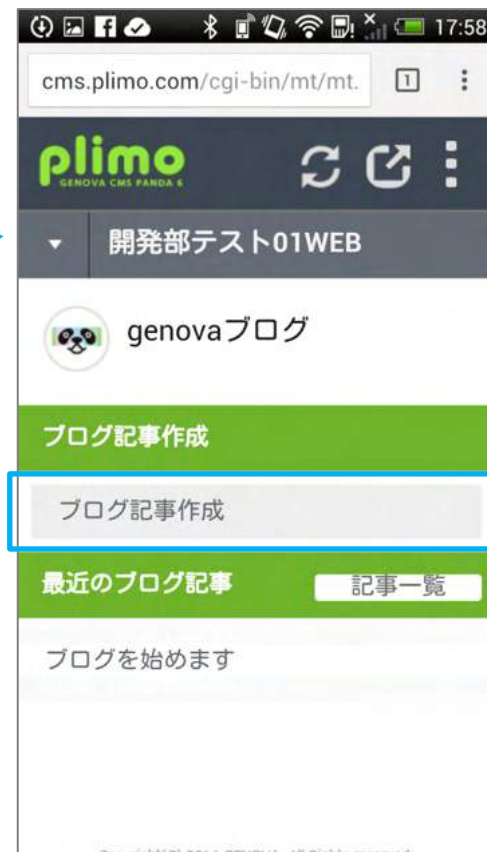 17:58
cms.plimo.com/cgi-bin/mt/mt.
1
plimo
GENOVA CMS PANDA 6
開発部テスト01WEB
genovaブログ
ブログ記事作成
ブログ記事作成
最近のブログ記事
記事一覧
ブログを始めます